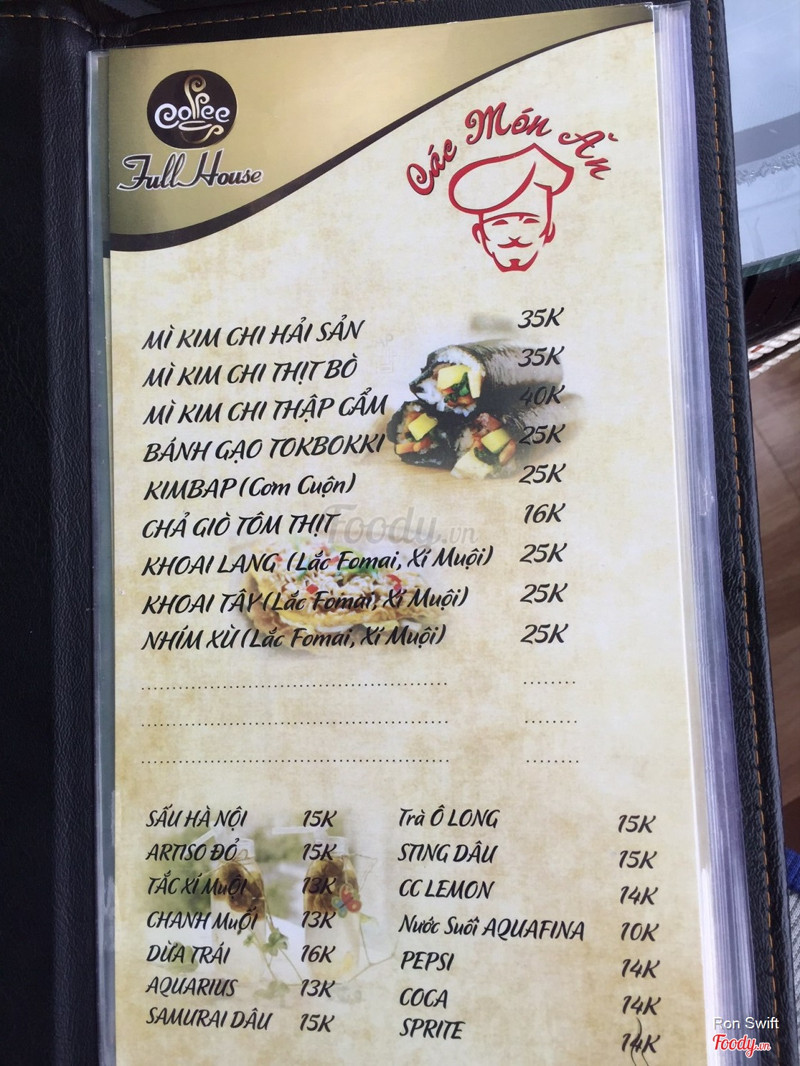 Coffee
Full House
Các Món Ăn
MÌ KIM CHI HẢI SẢN 35K
MÌ KIM CHI THỊT BÒ 35K
MÌ KIM CHI THẬP CẨM 40K
BÁNH GẠO TOKBOKKI 25K
KIMBAP (Cơm Cuộn) 25K
CHẢ GIÒ TÔM THỊT 16K
Foody.vn
KHOAI LANG (Lắc Fomai, Xí Muội) 25K
KHOAI TÂY (Lắc Fomai, Xí Muội) 25K
NHÍM XÙ (Lắc Fomai, Xí Muội) 25K
SẤU HÀ NỘI 15K
ARTISO ĐỎ 15K
TẮC XÍ MuỘI 13K
CHANH MuỘI 13K
DỪA TRÁI 16K
AQUARIUS 13K
SAMURAI DÂU 15K
Trà Ô LONG 15K
STING DÂU 15K
CC LEMON 14K
Nước Suối AQUAFINA 10K
PEPSI 14K
COCA 14K
SPRITE 14K
Ron Swift
Foody.vn